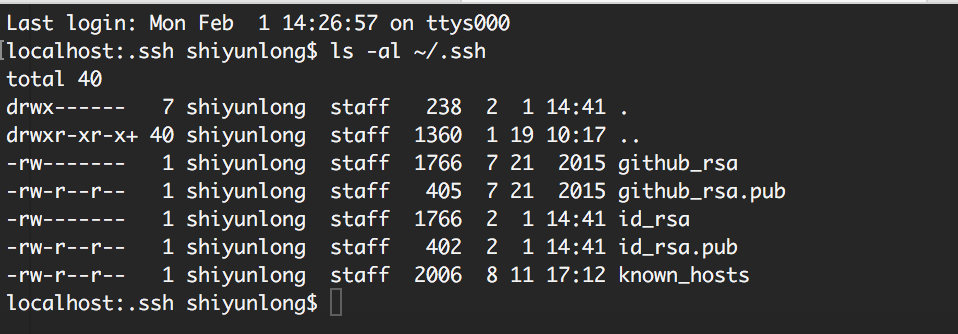 Last login: Mon Feb  1 14:26:57 on ttys000
[localhost:.ssh shiyunlong$ ls -al ~/.ssh
total 40
drwx------   7 shiyunlong  staff   238  2  1 14:41 .
drwxr-xr-x+ 40 shiyunlong  staff  1360  1 19 10:17 ..
-rw-------   1 shiyunlong  staff  1766  7 21  2015 github_rsa
-rw-r--r--   1 shiyunlong  staff   405  7 21  2015 github_rsa.pub
-rw-------   1 shiyunlong  staff  1766  2  1 14:41 id_rsa
-rw-r--r--   1 shiyunlong  staff   402  2  1 14:41 id_rsa.pub
-rw-r--r--   1 shiyunlong  staff  2006  8 11 17:12 known_hosts
localhost:.ssh shiyunlong$